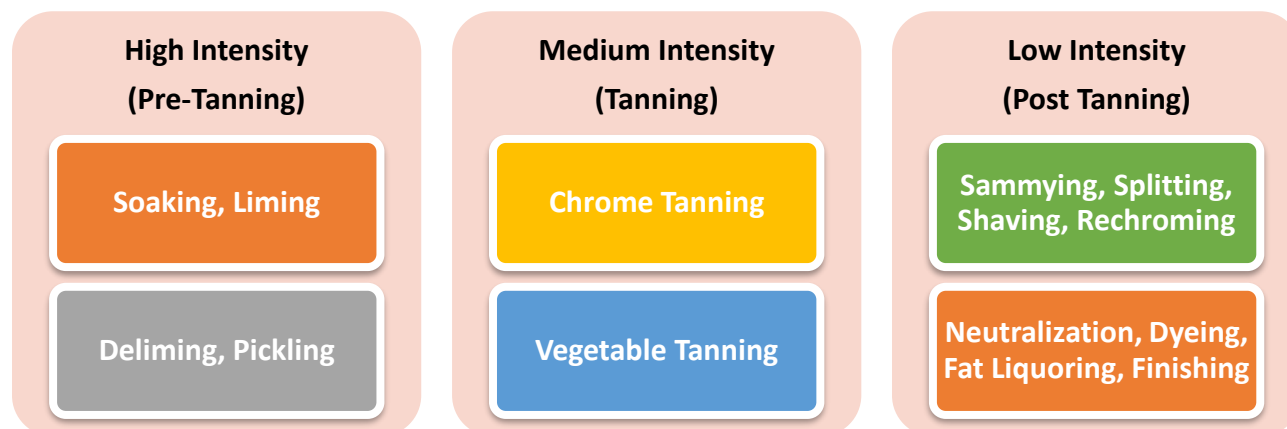 High Intensity
(Pre-Tanning)
Soaking, Liming
Deliming, Pickling
Medium Intensity
(Tanning)
Chrome Tanning
Vegetable Tanning
Low Intensity
(Post Tanning)
Sammying, Splitting,
Shaving, Rechroming
Neutralization, Dyeing,
Fat Liquoring, Finishing